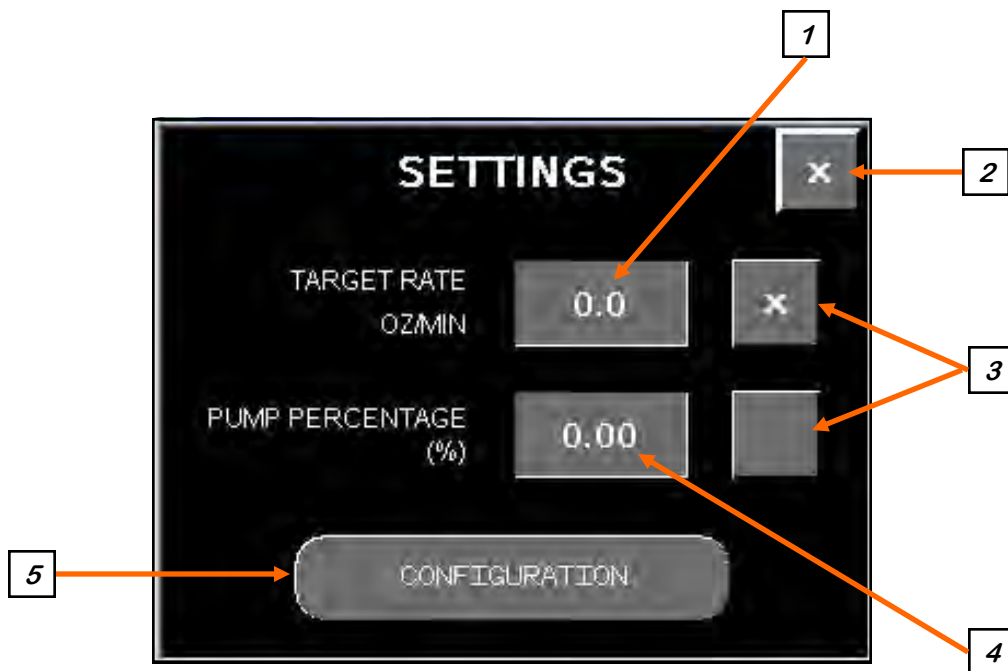 1
SETTINGS
x
2
TARGET RATE
OZ/MIN
0.0
x
3
PUMP PERCENTAGE
(%)
0.00
CONFIGURATION
5
4